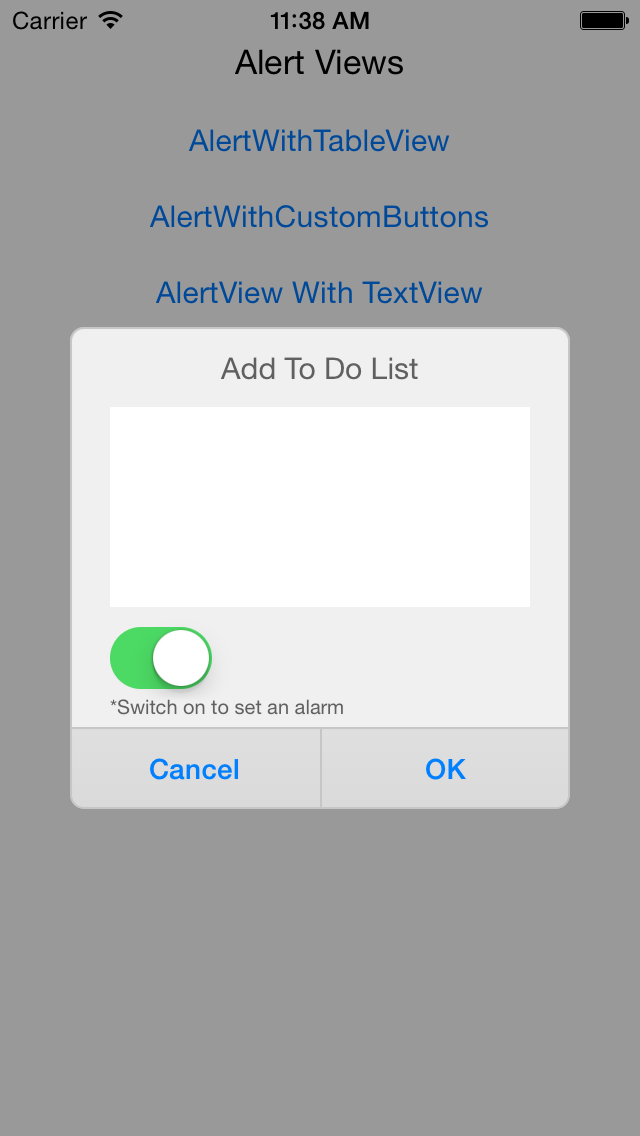 Carrier 11:38 AM
Alert Views
AlertWithTableView
AlertWithCustomButtons
AlertView With TextView
Add To Do List
*Switch on to set an alarm
Cancel OK